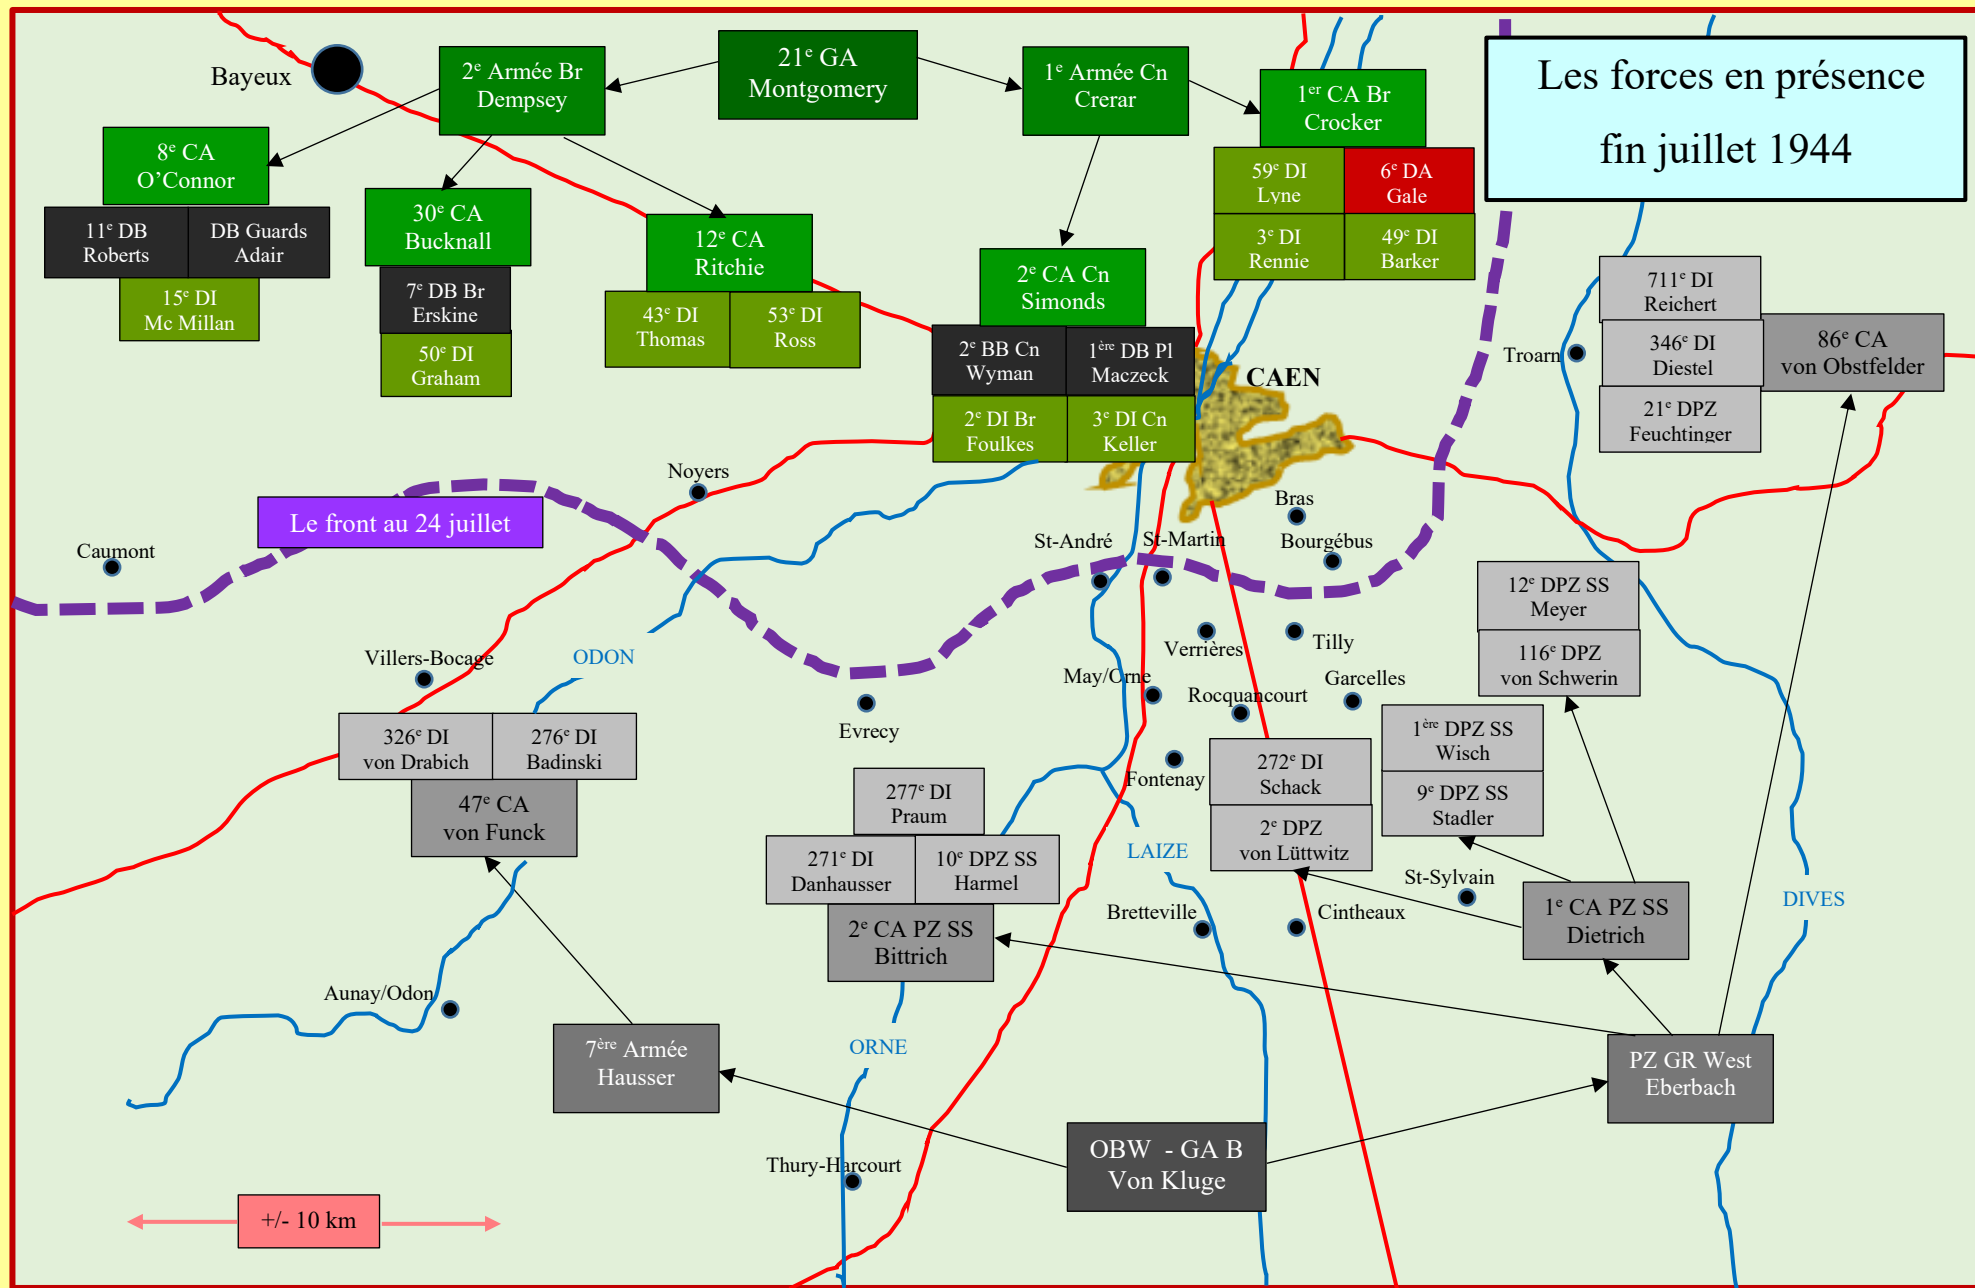 Les forces en présence
fin juillet 1944
Bayeux
2e Armée Br
Dempsey
21e GA
Montgomery
1e Armée Cn
Crerar
1er CA Br
Crocker
59e DI
Lyne
6e DA
Gale
3e DI
Rennie
49e DI
Barker
8e CA
O’Connor
11e DB
Roberts
DB Guards
Adair
15e DI
Mc Millan
30e CA
Bucknall
7e DB Br
Erskine
50e DI
Graham
12e CA
Ritchie
43e DI
Thomas
53e DI
Ross
2e CA Cn
Simonds
2e BB Cn
Wyman
1ère DB Pl
Maczeck
2e DI Br
Foulkes
3e DI Cn
Keller
CAEN
Troarn
711e DI
Reichert
346e DI
Diestel
21e DPZ
Feuchtinger
86e CA
von Obstfelder
Noyers
Le front au 24 juillet
Caumont
St-André
St-Martin
Bras
Bourgébus
Villers-Bocage
ODON
Evrecy
May/Orne
Verrières
Tilly
Rocquancourt
Garcelles
Fontenay
12e DPZ SS
Meyer
116e DPZ
von Schwerin
1ère DPZ SS
Wisch
9e DPZ SS
Stadler
326e DI
von Drabich
276e DI
Badinski
47e CA
von Funck
277e DI
Praum
271e DI
Danhausser
10e DPZ SS
Harmel
2e CA PZ SS
Bittrich
272e DI
Schack
2e DPZ
von Lüttwitz
LAIZE
St-Sylvain
Bretteville
Cintheaux
1e CA PZ SS
Dietrich
DIVES
Aunay/Odon
7ère Armée
Hausser
ORNE
PZ GR West
Eberbach
OBW - GA B
Von Kluge
Thury-Harcourt
+/- 10 km